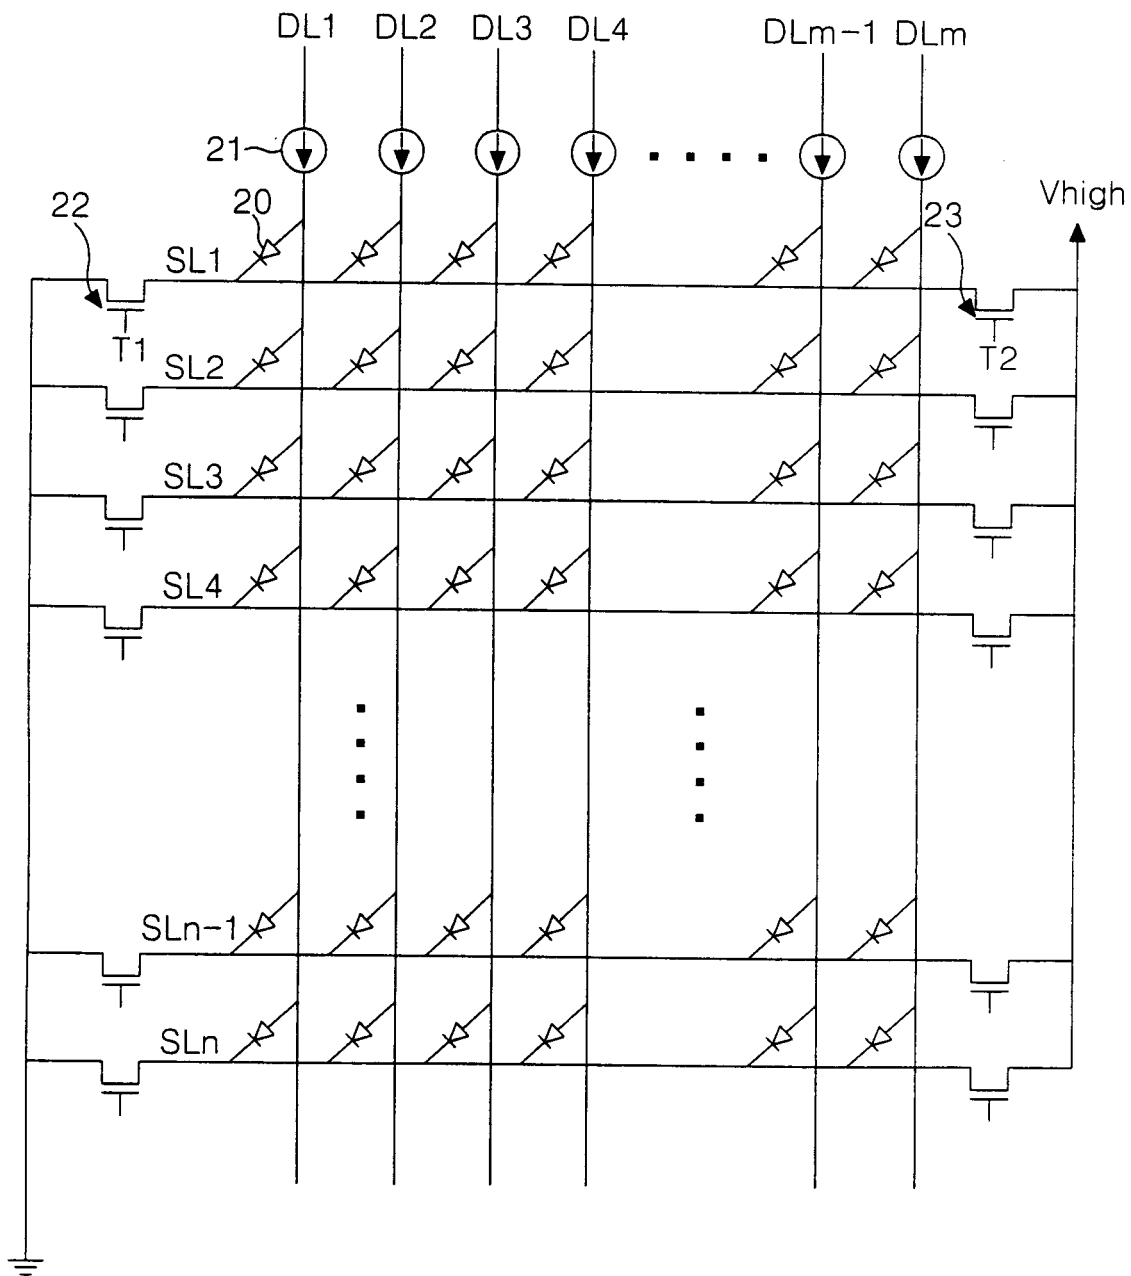 DL1 DL2 DL3 DL4 DLm-1 DLm
21
Vhigh
22 20 23
SL1
T1 T2
SL2
SL3
SL4
SLn-1
SLn